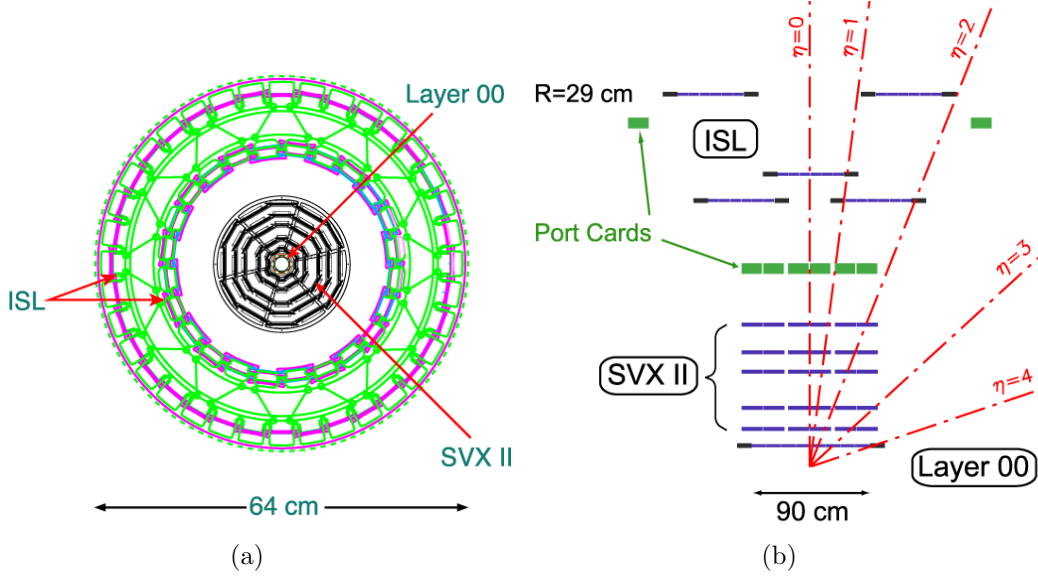 Layer 00
ISL
SVX II
64 cm
(a)
η=0
η=1
η=2
R=29 cm
ISL
Port Cards
η=3
SVX II
η=4
Layer 00
90 cm
(b)